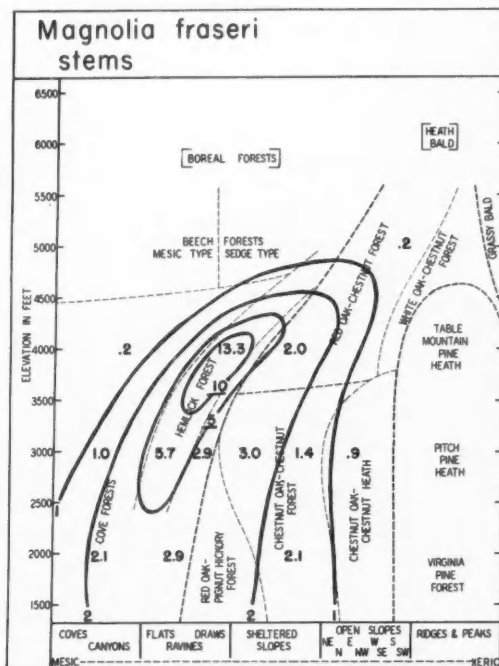 Magnolia fraseri
stems
6500
6000
5500
5000
4500
4000
3500
3000
2500
2000
1500
ELEVATION IN FEET
[BOREAL FORESTS]
[HEATH
BALD]
BEECH FORESTS
MESIC TYPE SEDGE TYPE
RED OAK-CHESTNUT FOREST
.2
WHITE OAK-CHESTNUT
FOREST
GRASSY BALD
.2
13.3
2.0
TABLE
MOUNTAIN
PINE
HEATH
10
HEMLOCK FOREST
1.0
5.7
2.9
3.0
1.4
.9
PITCH
PINE
HEATH
1
COVE FORESTS
CHESTNUT OAK-CHESTNUT
FOREST
CHESTNUT OAK-
CHESTNUT HEATH
2.1
2.9
RED OAK-
PIGNUT HICKORY
FOREST
2.1
VIRGINIA
PINE
FOREST
2
2
1
COVES
CANYONS
FLATS DRAWS
RAVINES
SHELTERED
SLOPES
OPEN SLOPES
NE E W S
N NW SE SW
RIDGES & PEAKS
MESIC
XERIC